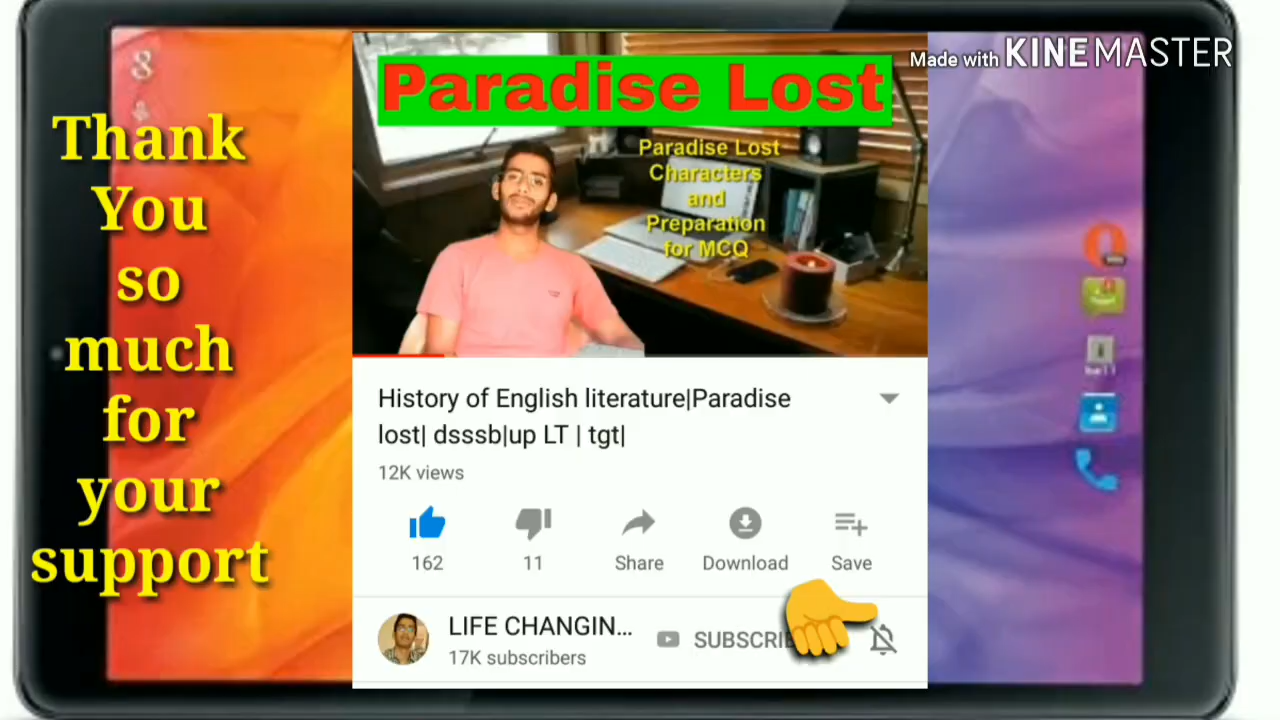 Made with KINEMASTER
Thank
You
so
much
for
your
support
Paradise Lost
Paradise Lost
Characters
and
Preparation
for MCQ
History of English literature|Paradise
lost| dsssb|up LT | tgt|
12K views
162
11
Share
Download
Save
LIFE CHANGIN...
17K subscribers
SUBSCRIB